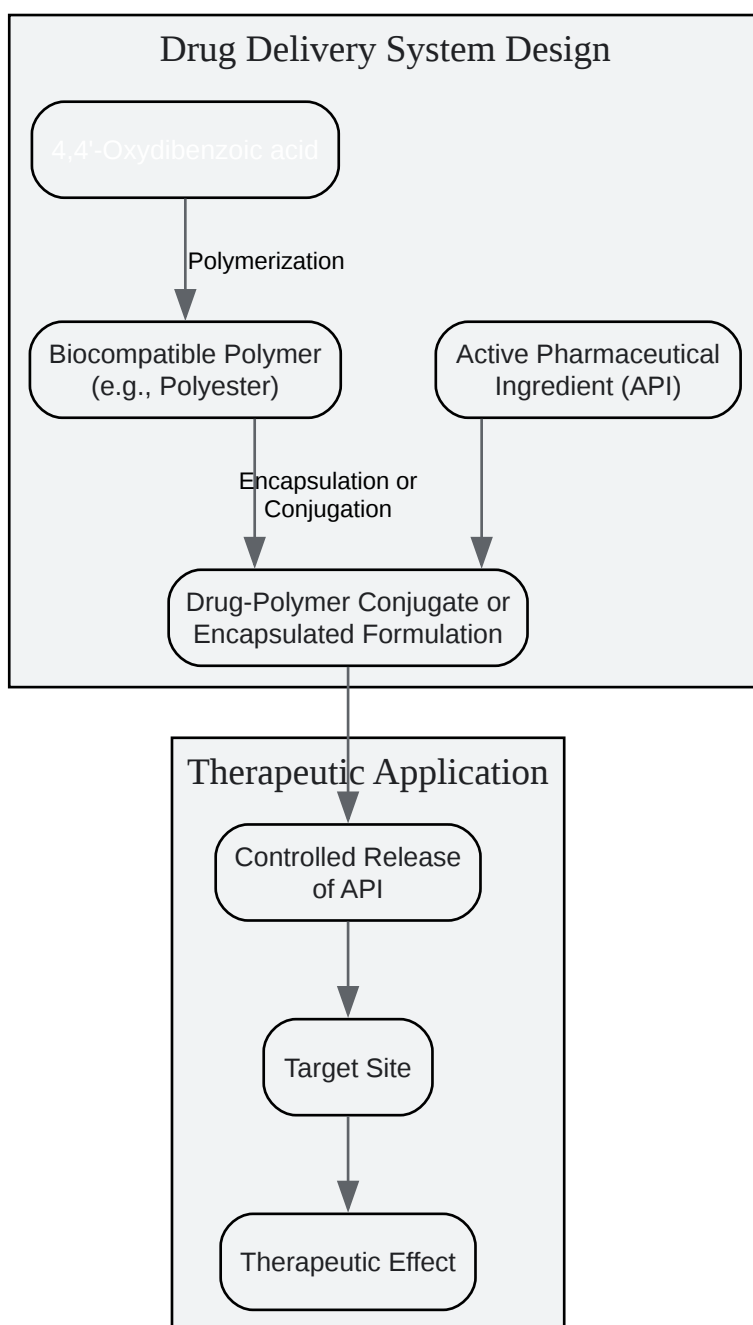 Drug Delivery System Design
4,4'-Oxydibenzoic acid
Polymerization
Biocompatible Polymer
(e.g., Polyester)
Active Pharmaceutical
Ingredient (API)
Encapsulation or
Conjugation
Drug-Polymer Conjugate or
Encapsulated Formulation
Therapeutic Application
Controlled Release
of API
Target Site
Therapeutic Effect